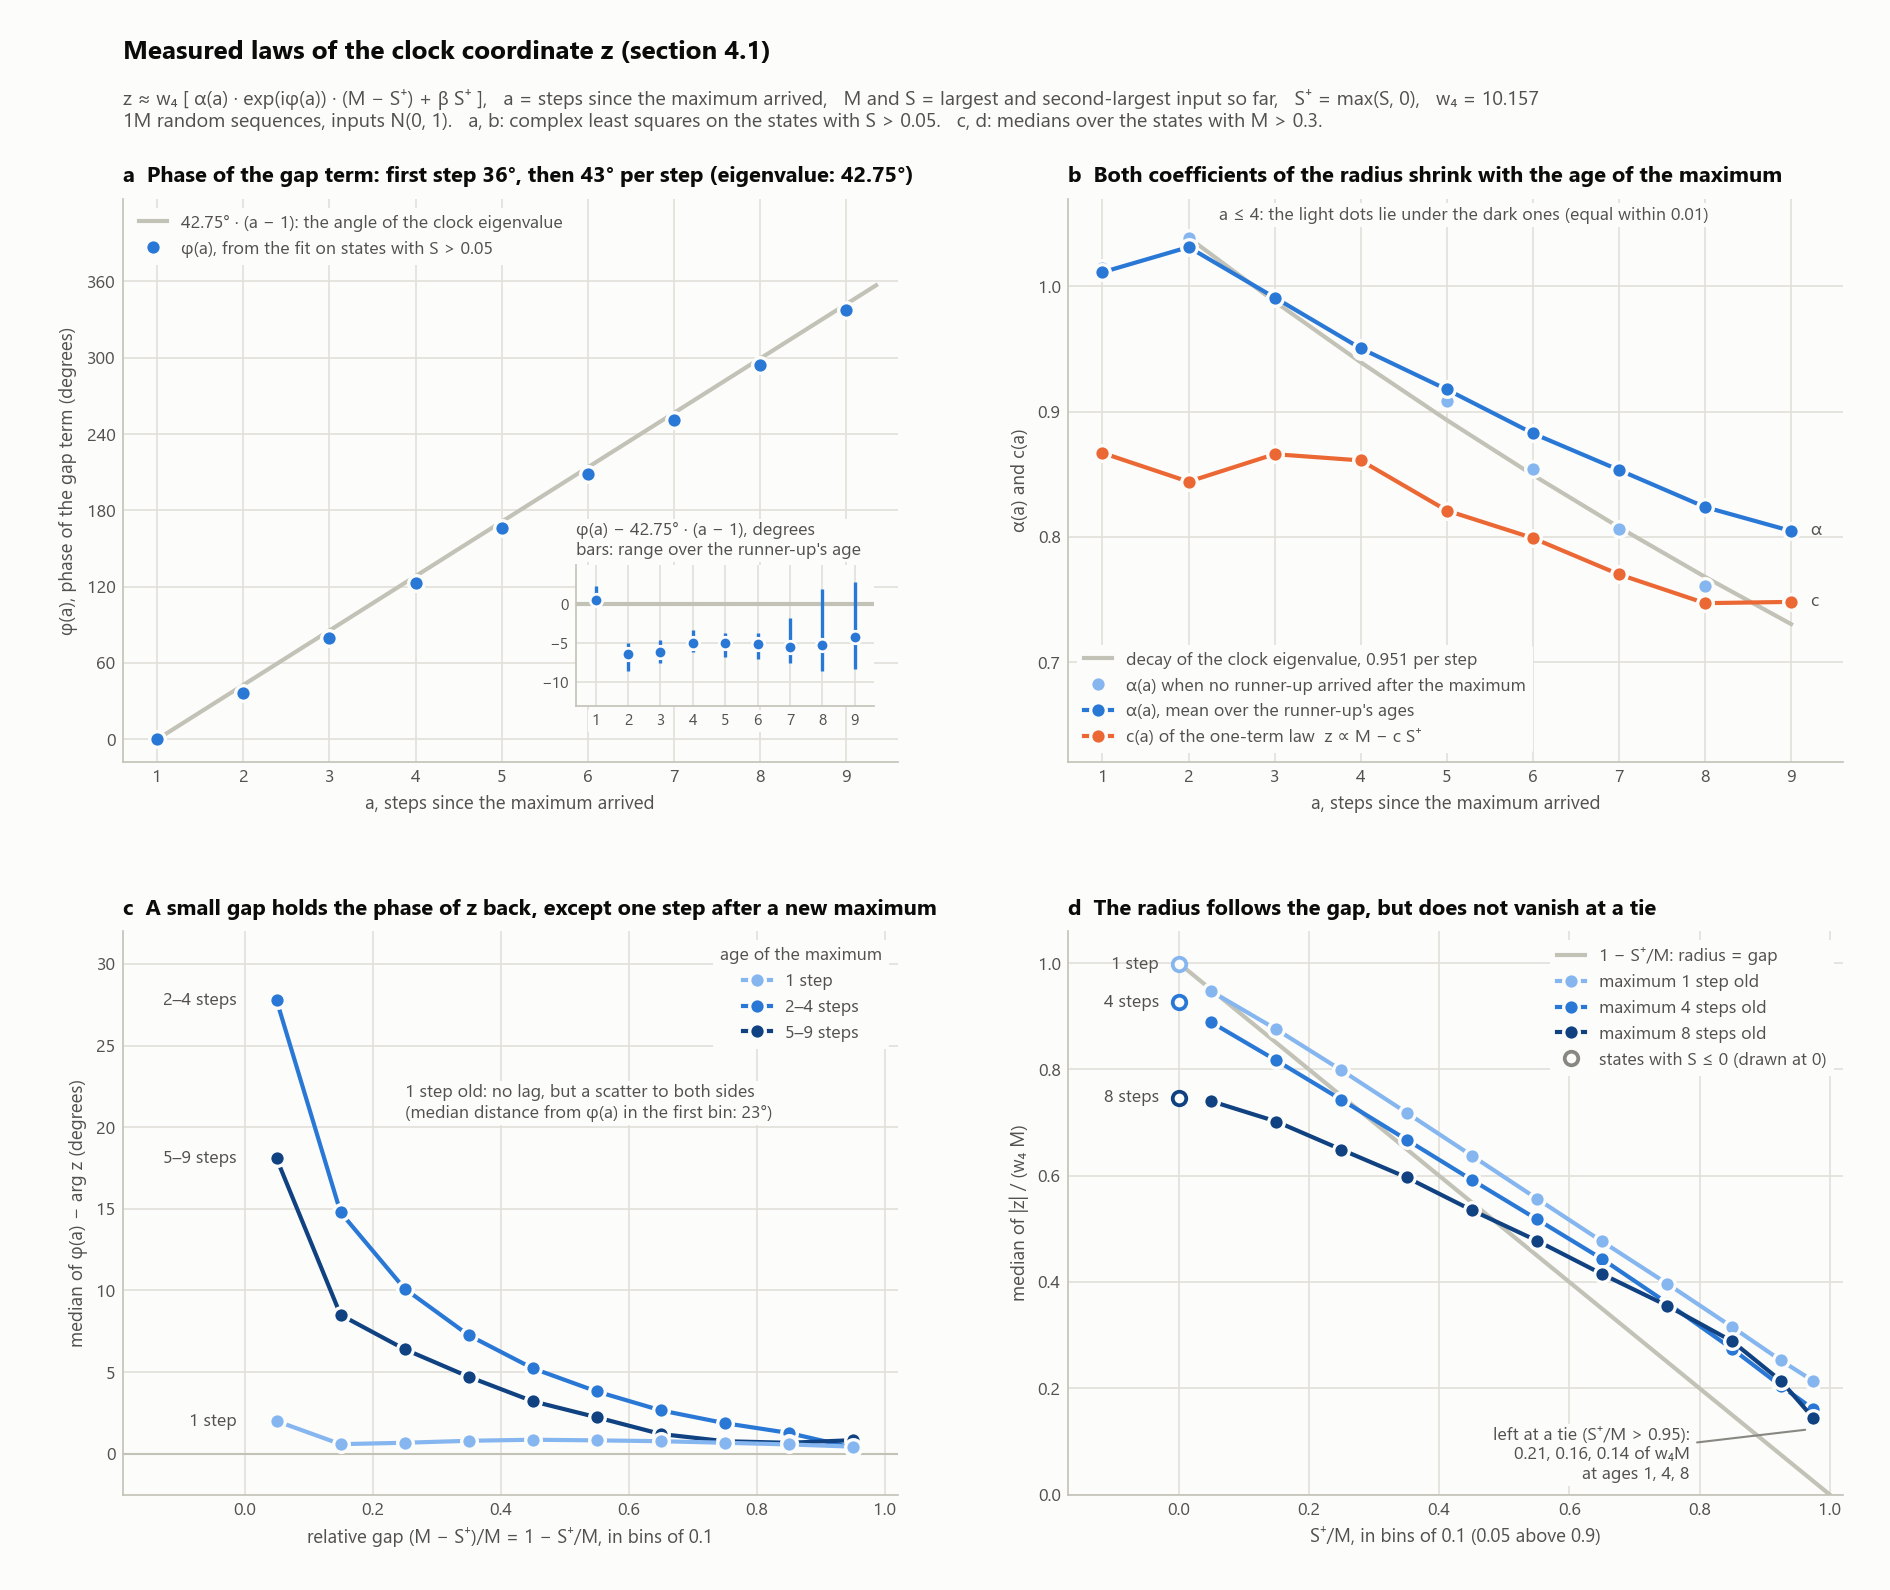 Measured laws of the clock coordinate z (section 4.1)
z ≈ w₄ [ α(a) · exp(iφ(a)) · (M − S⁺) + β S⁺ ],   a = steps since the maximum arrived,   M and S = largest and second-largest input so far,   S⁺ = max(S, 0),   w₄ = 10.157
1M random sequences, inputs N(0, 1).   a, b: complex least squares on the states with S > 0.05.   c, d: medians over the states with M > 0.3.
a  Phase of the gap term: first step 36°, then 43° per step (eigenvalue: 42.75°)
42.75° · (a − 1): the angle of the clock eigenvalue
φ(a), from the fit on states with S > 0.05
φ(a), phase of the gap term (degrees)
360
300
240
180
120
60
0
φ(a) − 42.75° · (a − 1), degrees
bars: range over the runner-up's age
0
−5
−10
1 2 3 4 5 6 7 8 9
1 2 3 4 5 6 7 8 9
a, steps since the maximum arrived
b  Both coefficients of the radius shrink with the age of the maximum
a ≤ 4: the light dots lie under the dark ones (equal within 0.01)
α(a) and c(a)
1.0
0.9
0.8
0.7
α
c
decay of the clock eigenvalue, 0.951 per step
α(a) when no runner-up arrived after the maximum
α(a), mean over the runner-up's ages
c(a) of the one-term law  z ∝ M − c S⁺
1 2 3 4 5 6 7 8 9
a, steps since the maximum arrived
c  A small gap holds the phase of z back, except one step after a new maximum
age of the maximum
1 step
2–4 steps
5–9 steps
median of φ(a) − arg z (degrees)
30
25
20
15
10
5
0
2–4 steps
5–9 steps
1 step
1 step old: no lag, but a scatter to both sides
(median distance from φ(a) in the first bin: 23°)
0.0 0.2 0.4 0.6 0.8 1.0
relative gap (M − S⁺)/M = 1 − S⁺/M, in bins of 0.1
d  The radius follows the gap, but does not vanish at a tie
1 − S⁺/M: radius = gap
maximum 1 step old
maximum 4 steps old
maximum 8 steps old
states with S ≤ 0 (drawn at 0)
median of |z| / (w₄ M)
1.0
0.8
0.6
0.4
0.2
0.0
1 step
4 steps
8 steps
left at a tie (S⁺/M > 0.95):
0.21, 0.16, 0.14 of w₄M
at ages 1, 4, 8
0.0 0.2 0.4 0.6 0.8 1.0
S⁺/M, in bins of 0.1 (0.05 above 0.9)